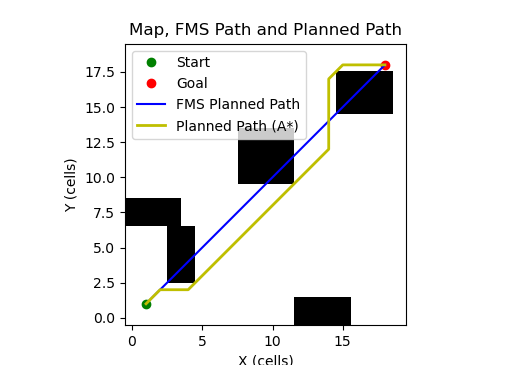 Map, FMS Path and Planned Path
Start
Goal
FMS Planned Path
Planned Path (A*)
17.5
15.0
12.5
10.0
7.5
5.0
2.5
0.0
Y (cells)
0
5
10
15
X (cells)